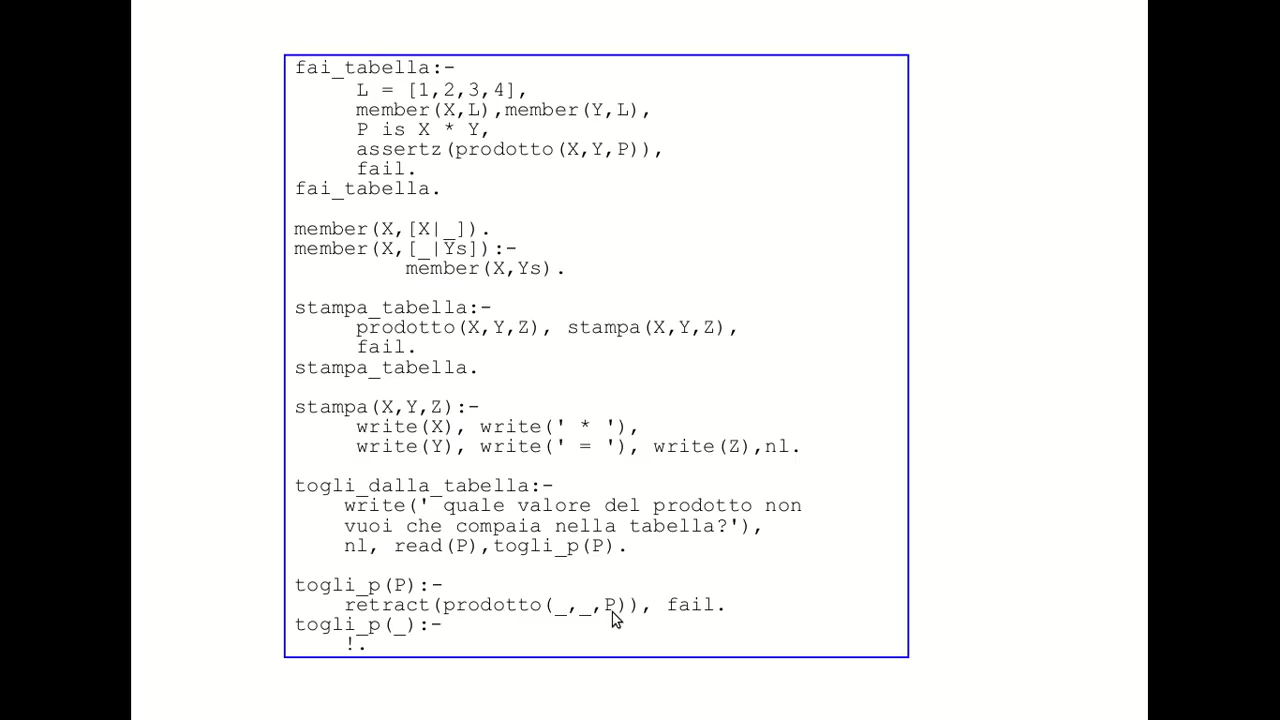 fai_tabella:-
L = [1,2,3,4],
member(X,L),member(Y,L),
P is X * Y,
assertz(prodotto(X,Y,P)),
fail.
fai_tabella.
member(X,[X|_]).
member(X,[_|Ys]):-
member(X,Ys).
stampa_tabella:-
prodotto(X,Y,Z), stampa(X,Y,Z),
fail.
stampa_tabella.
stampa(X,Y,Z):-
write(X), write(' * '),
write(Y), write(' = '), write(Z),nl.
togli_dalla_tabella:-
write(' quale valore del prodotto non
vuoi che compaia nella tabella?'),
nl, read(P),togli_p(P).
togli_p(P):-
retract(prodotto(_,_,P)), fail.
togli_p(_):-
!.